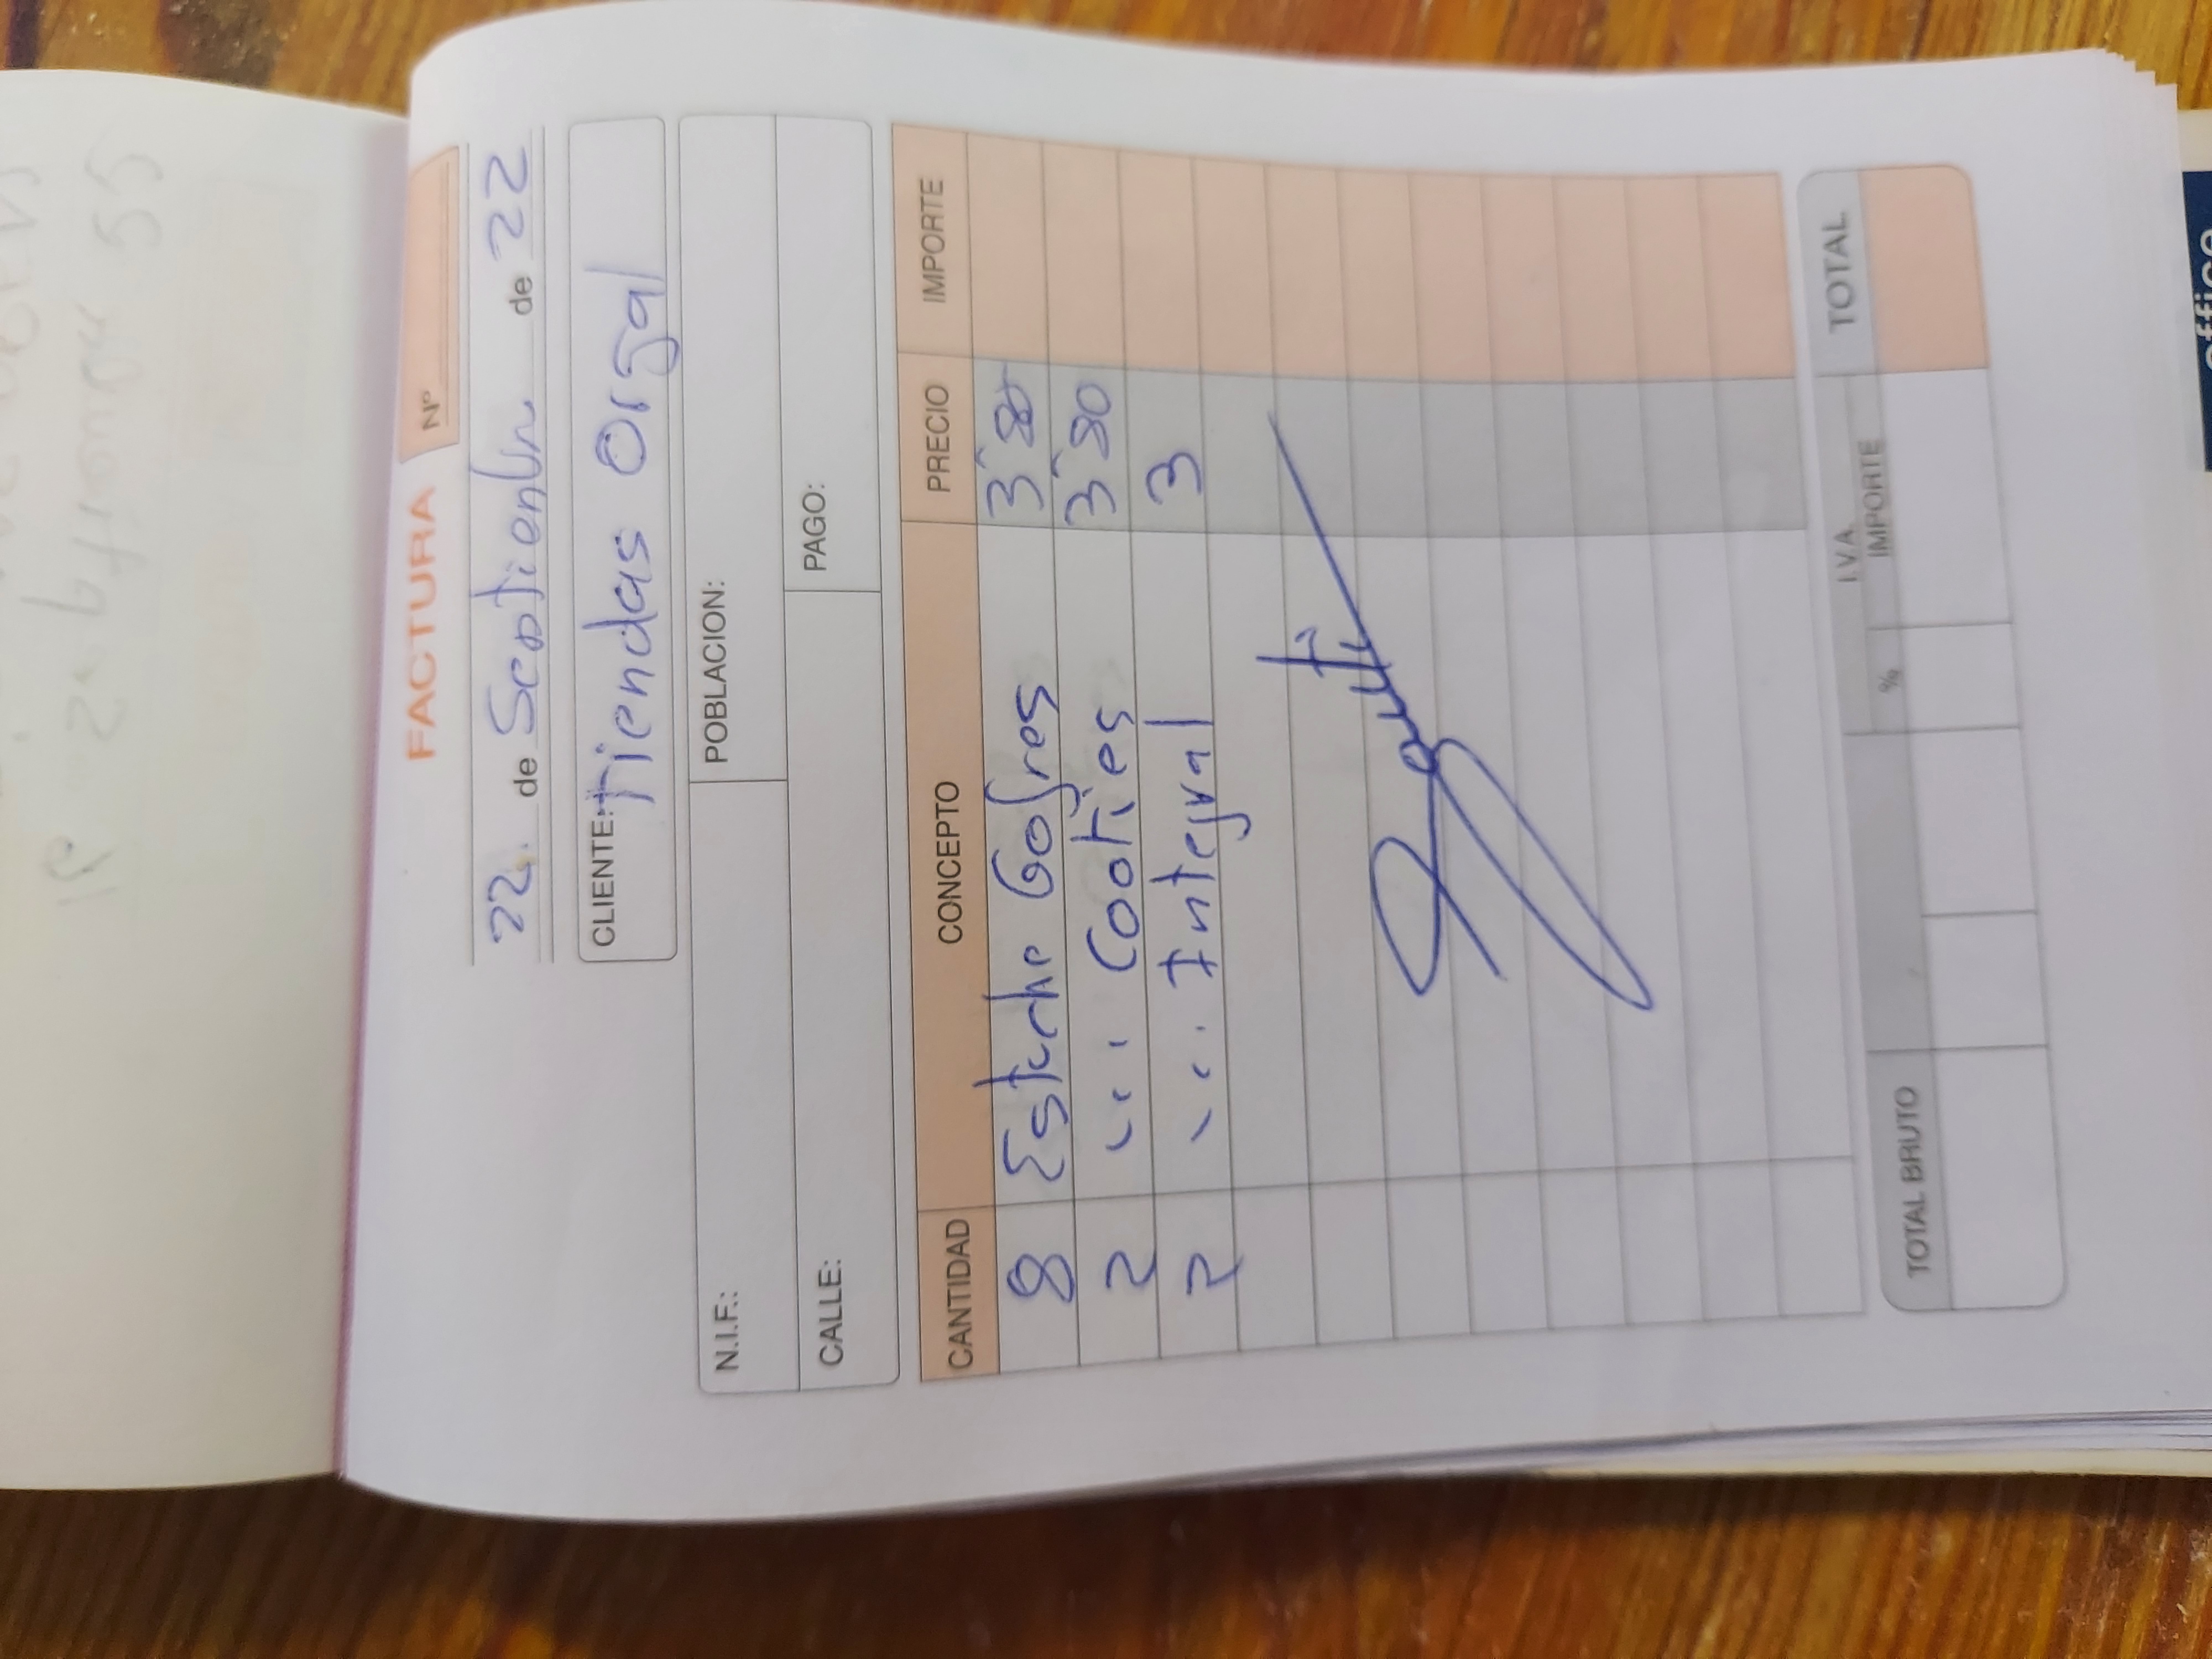 FACTURA Nº
22. de Septiembre de 22
CLIENTE: Tiendas Orgal
N.I.F.: POBLACION:
CALLE: PAGO:
CANTIDAD CONCEPTO PRECIO IMPORTE
8 Estuche Gofres 3'80
2 " " Cookies 3'80
2 " " Integral 3
TOTAL BRUTO I.V.A. TOTAL
% IMPORTE
office